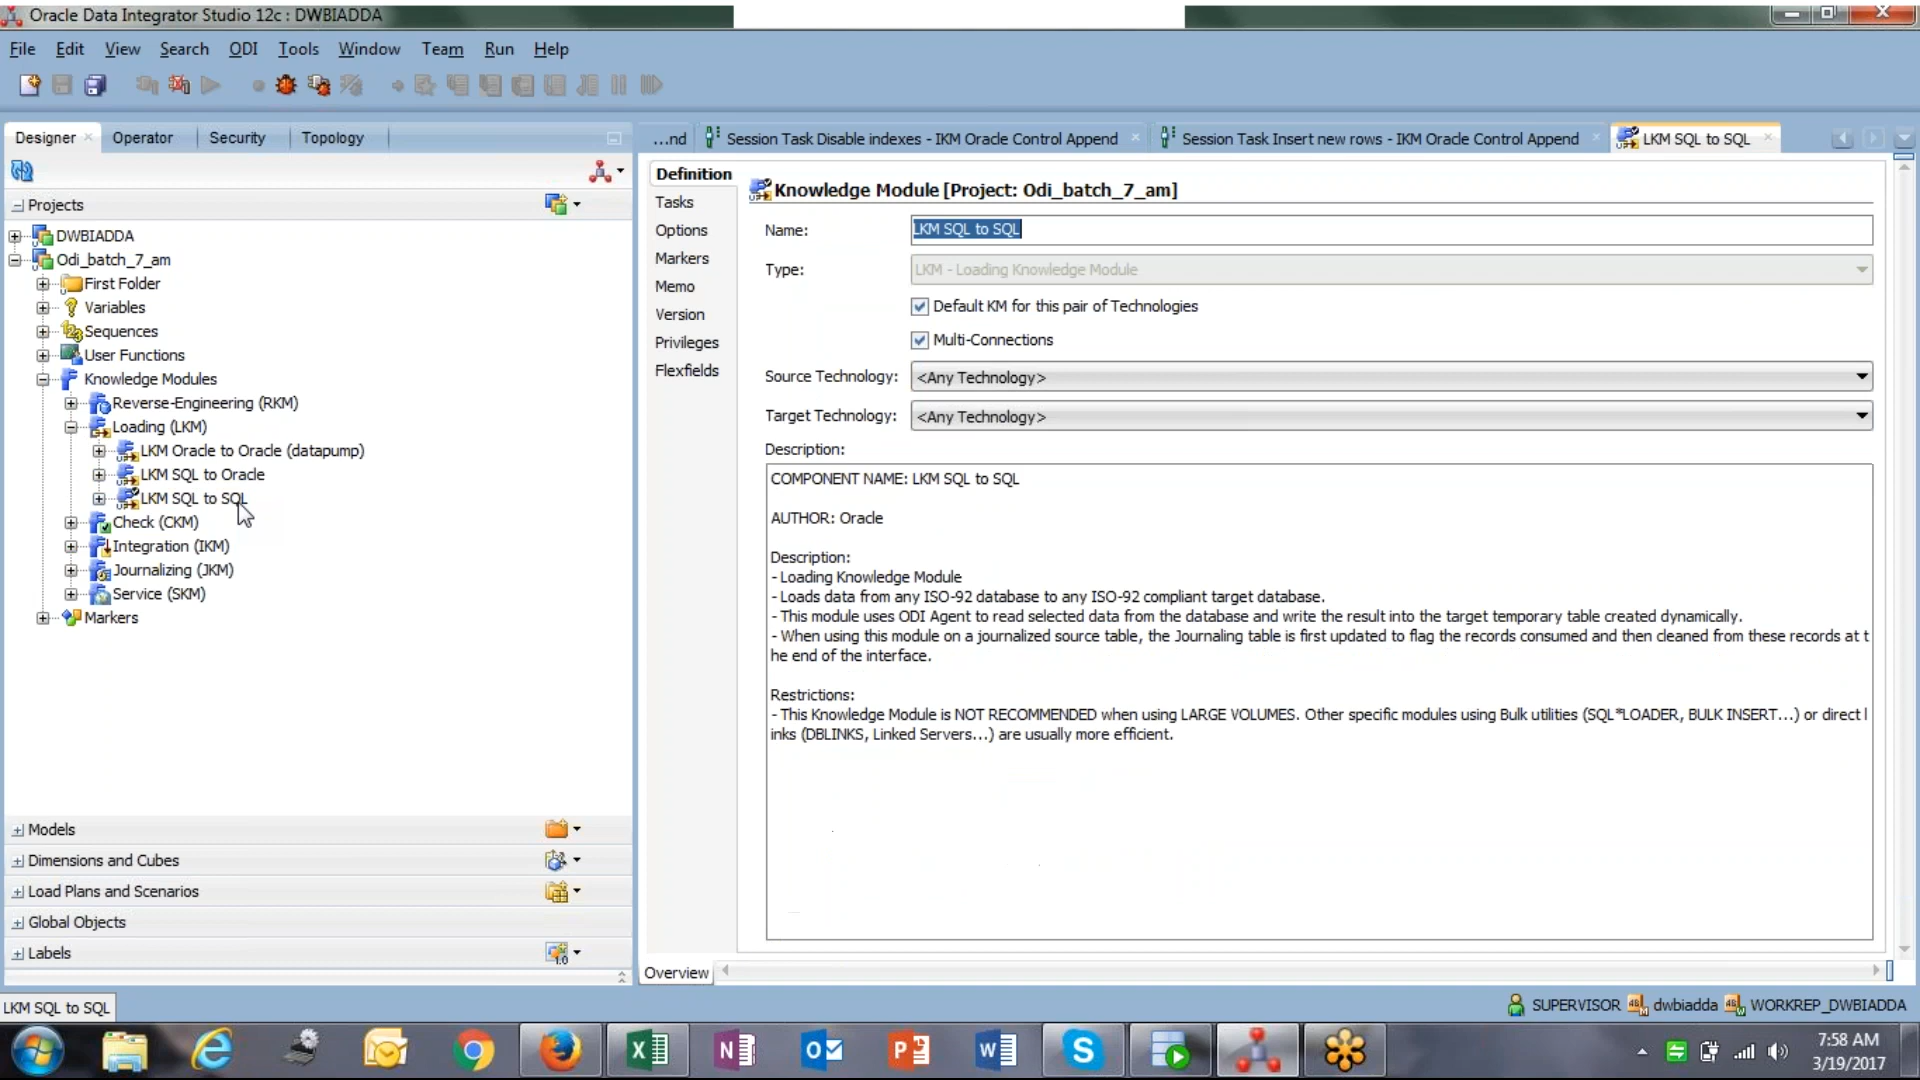 Oracle Data Integrator Studio 12c : DWBIADDA
File Edit View Search ODI Tools Window Team Run Help
Designer Operator Security Topology
...nd Session Task Disable indexes - IKM Oracle Control Append Session Task Insert new rows - IKM Oracle Control Append LKM SQL to SQL
Projects
DWBIADDA
Odi_batch_7_am
First Folder
Variables
Sequences
User Functions
Knowledge Modules
Reverse-Engineering (RKM)
Loading (LKM)
LKM Oracle to Oracle (datapump)
LKM SQL to Oracle
LKM SQL to SQL
Check (CKM)
Integration (IKM)
Journalizing (JKM)
Service (SKM)
Markers
Models
Dimensions and Cubes
Load Plans and Scenarios
Global Objects
Labels
Definition
Tasks
Options
Markers
Memo
Version
Privileges
Flexfields
Knowledge Module [Project: Odi_batch_7_am]
Name: LKM SQL to SQL
Type: LKM - Loading Knowledge Module
Default KM for this pair of Technologies
Multi-Connections
Source Technology: <Any Technology>
Target Technology: <Any Technology>
Description:
COMPONENT NAME: LKM SQL to SQL
AUTHOR: Oracle
Description:
- Loading Knowledge Module
- Loads data from any ISO-92 database to any ISO-92 compliant target database.
- This module uses ODI Agent to read selected data from the database and write the result into the target temporary table created dynamically.
- When using this module on a journalized source table, the Journaling table is first updated to flag the records consumed and then cleaned from these records at t
he end of the interface.
Restrictions:
- This Knowledge Module is NOT RECOMMENDED when using LARGE VOLUMES. Other specific modules using Bulk utilities (SQL*LOADER, BULK INSERT...) or direct l
inks (DBLINKS, Linked Servers...) are usually more efficient.
Overview
LKM SQL to SQL
SUPERVISOR dwbiadda WORKREP_DWBIADDA
7:58 AM
3/19/2017